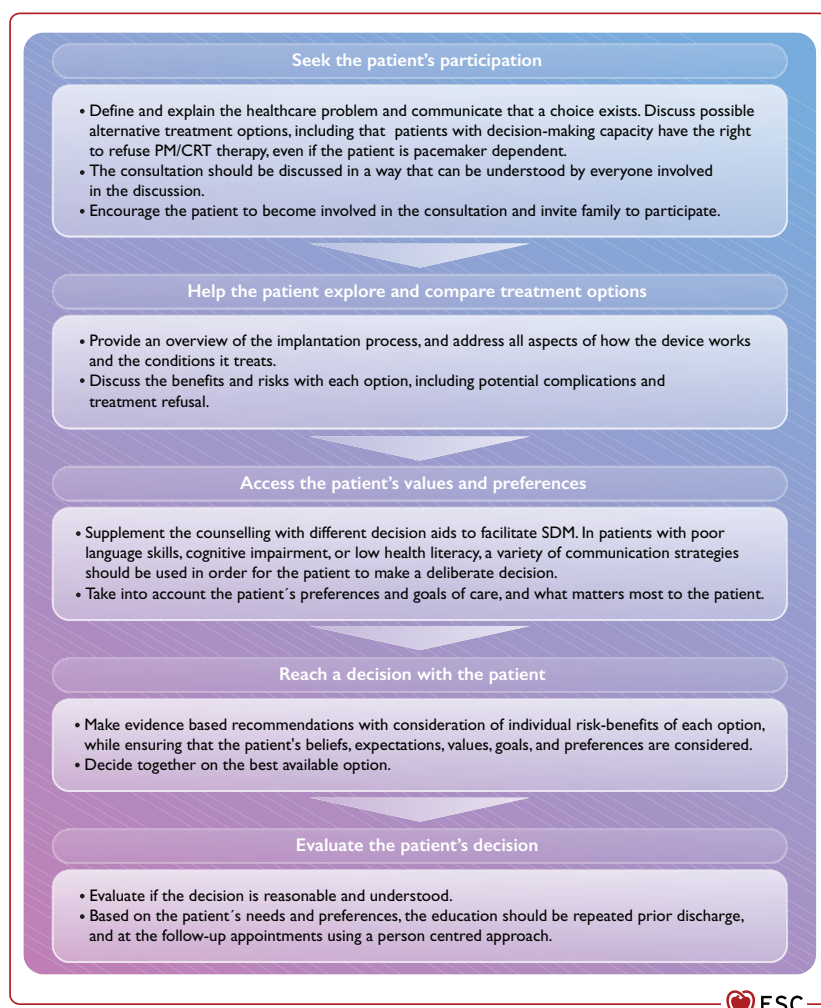 Seek the patient's participation
• Define and explain the healthcare problem and communicate that a choice exists. Discuss possible
alternative treatment options, including that patients with decision-making capacity have the right
to refuse PM/CRT therapy, even if the patient is pacemaker dependent.
• The consultation should be discussed in a way that can be understood by everyone involved
in the discussion.
• Encourage the patient to become involved in the consultation and invite family to participate.
Help the patient explore and compare treatment options
• Provide an overview of the implantation process, and address all aspects of how the device works
and the conditions it treats.
• Discuss the benefits and risks with each option, including potential complications and
treatment refusal.
Access the patient's values and preferences
• Supplement the counselling with different decision aids to facilitate SDM. In patients with poor
language skills, cognitive impairment, or low health literacy, a variety of communication strategies
should be used in order for the patient to make a deliberate decision.
• Take into account the patient´s preferences and goals of care, and what matters most to the patient.
Reach a decision with the patient
• Make evidence based recommendations with consideration of individual risk-benefits of each option,
while ensuring that the patient's beliefs, expectations, values, goals, and preferences are considered.
• Decide together on the best available option.
Evaluate the patient's decision
• Evaluate if the decision is reasonable and understood.
• Based on the patient´s needs and preferences, the education should be repeated prior discharge,
and at the follow-up appointments using a person centred approach.
ESC